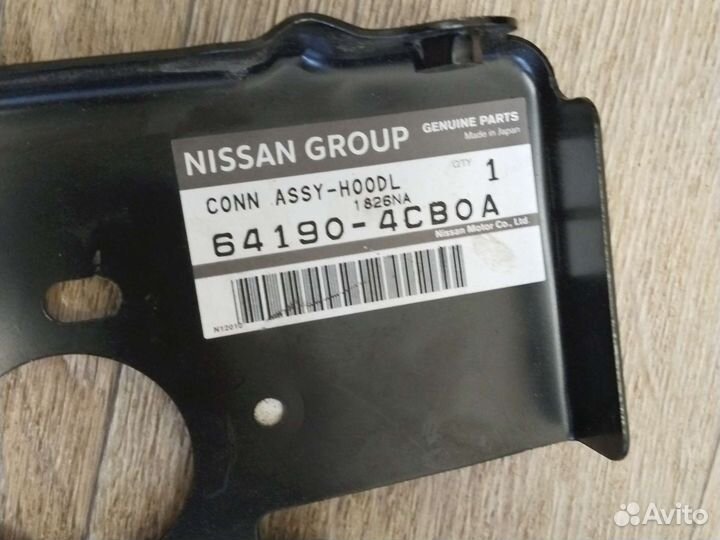 NISSAN GROUP
GENUINE PARTS
Made in Japan
CONN ASSY-HOODL
QTY 1
1826NA
64190-4CB0A
Nissan Motor Co., Ltd.
N12010
Avito